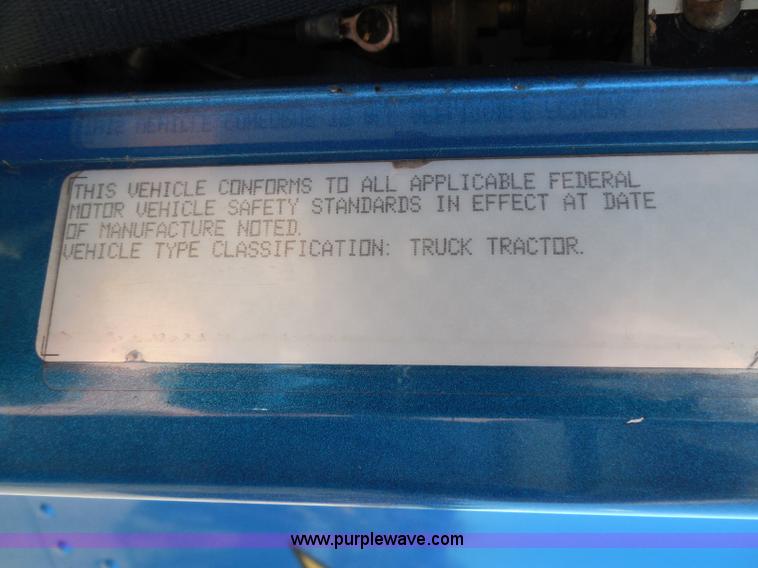 THIS VEHICLE CONFORMS TO ALL APPLICABLE FEDERAL
MOTOR VEHICLE SAFETY STANDARDS IN EFFECT AT DATE
OF MANUFACTURE NOTED.
VEHICLE TYPE CLASSIFICATION: TRUCK TRACTOR.
www.purplewave.com